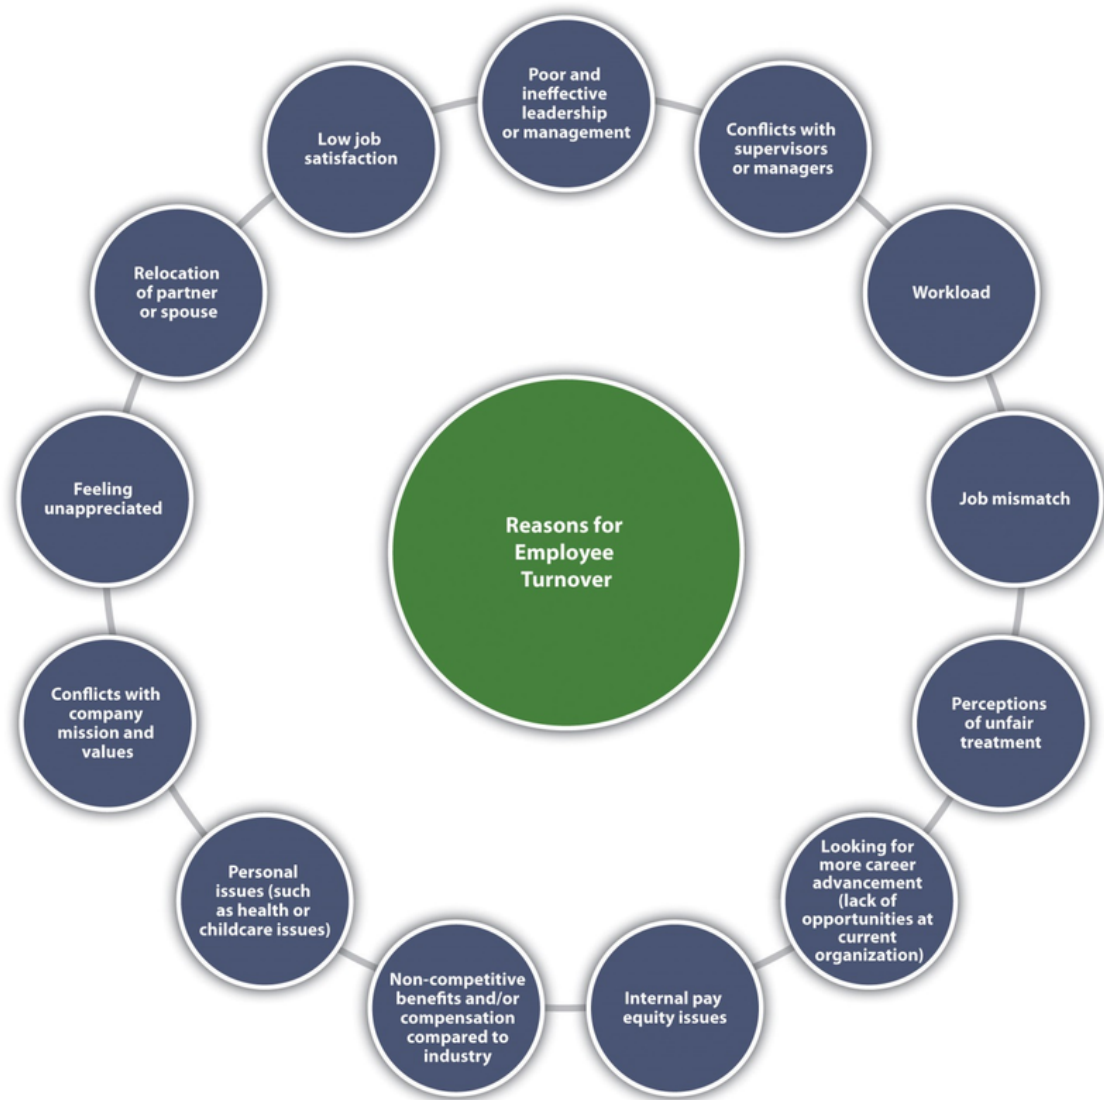 Poor and
ineffective
leadership
or management
Conflicts with
supervisors
or managers
Workload
Job mismatch
Perceptions
of unfair
treatment
Looking for
more career
advancement
(lack of
opportunities at
current
organization)
Internal pay
equity issues
Non-competitive
benefits and/or
compensation
compared to
industry
Personal
issues (such
as health or
childcare issues)
Conflicts with
company
mission and
values
Feeling
unappreciated
Relocation
of partner
or spouse
Low job
satisfaction
Reasons for
Employee
Turnover